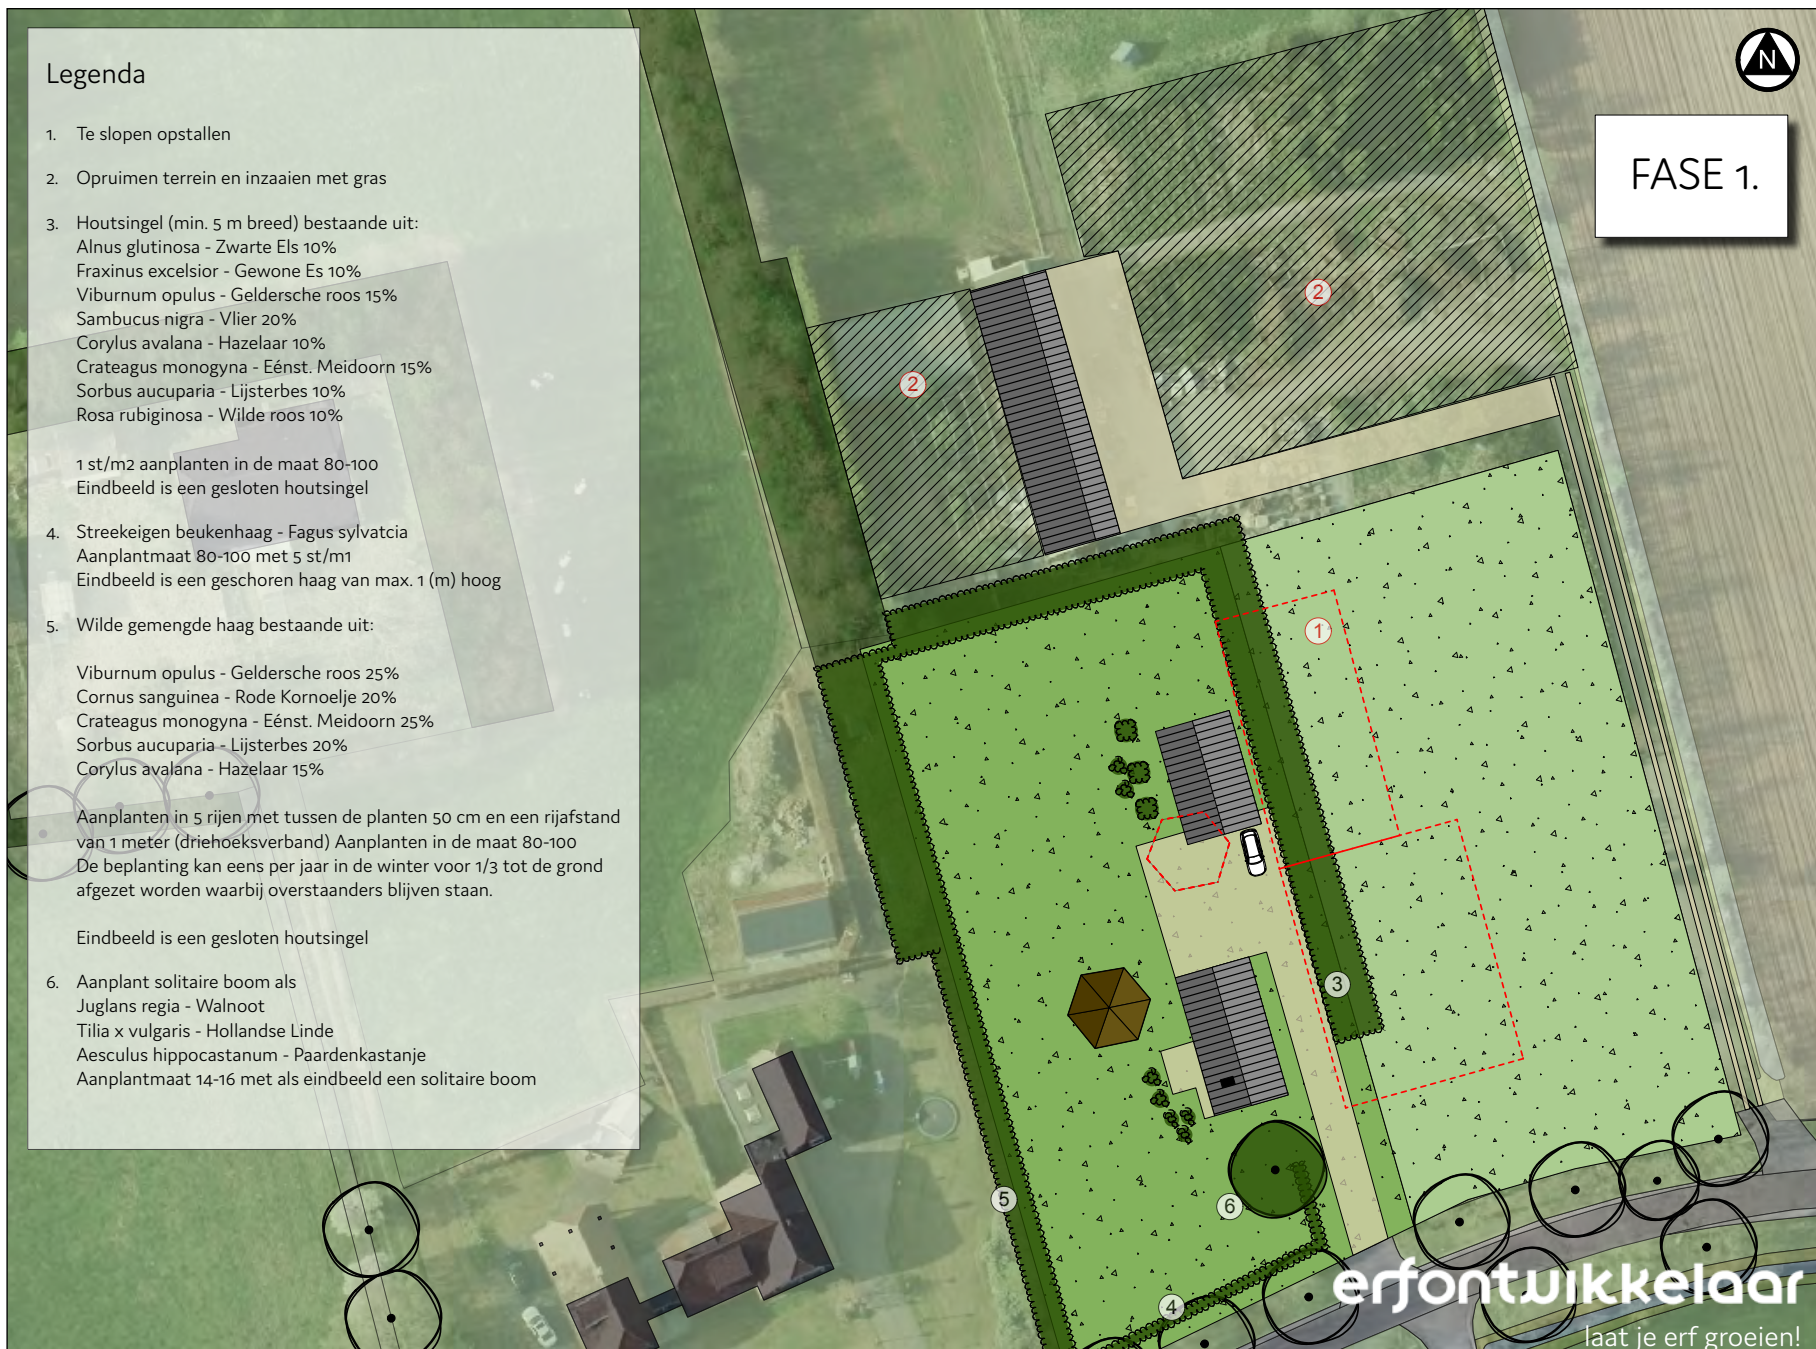 Legenda
1. Te slopen opstallen
2. Opruimen terrein en inzaaien met gras
3. Houtsingel (min. 5 m breed) bestaande uit:
Alnus glutinosa - Zwarte Els 10%
Fraxinus excelsior - Gewone Es 10%
Viburnum opulus - Geldersche roos 15%
Sambucus nigra - Vlier 20%
Corylus avalana - Hazelaar 10%
Crateagus monogyna - Eénst. Meidoorn 15%
Sorbus aucuparia - Lijsterbes 10%
Rosa rubiginosa - Wilde roos 10%
1 st/m2 aanplanten in de maat 80-100
Eindbeeld is een gesloten houtsingel
4. Streekeigen beukenhaag - Fagus sylvatcia
Aanplantmaat 80-100 met 5 st/m1
Eindbeeld is een geschoren haag van max. 1 (m) hoog
5. Wilde gemengde haag bestaande uit:
Viburnum opulus - Geldersche roos 25%
Cornus sanguinea - Rode Kornoelje 20%
Crateagus monogyna - Eénst. Meidoorn 25%
Sorbus aucuparia - Lijsterbes 20%
Corylus avalana - Hazelaar 15%
Aanplanten in 5 rijen met tussen de planten 50 cm en een rijafstand
van 1 meter (driehoeksverband) Aanplanten in de maat 80-100
De beplanting kan eens per jaar in de winter voor 1/3 tot de grond
afgezet worden waarbij overstaanders blijven staan.
Eindbeeld is een gesloten houtsingel
6. Aanplant solitaire boom als
Juglans regia - Walnoot
Tilia x vulgaris - Hollandse Linde
Aesculus hippocastanum - Paardenkastanje
Aanplantmaat 14-16 met als eindbeeld een solitaire boom
N
FASE 1.
2
2
1
3
5
6
4
erfontwikkelaar
laat je erf groeien!